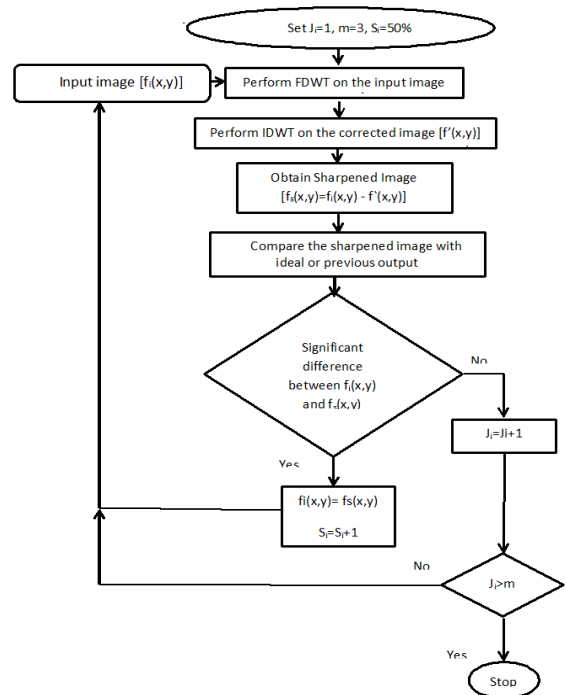 Set Jᵢ=1, m=3, Sᵢ=50%
Input image [fᵢ(x,y)]
Perform FDWT on the input image
Perform IDWT on the corrected image [f'(x,y)]
Obtain Sharpened Image
[fₛ(x,y)=fᵢ(x,y) - f`(x,y)]
Compare the sharpened image with
ideal or previous output
Significant
difference
between fᵢ(x,y)
and fₛ(x,y)
No
Jᵢ=Ji+1
Yes
fi(x,y)= fs(x,y)
Sᵢ=Sᵢ+1
No
Jᵢ>m
Yes
Stop